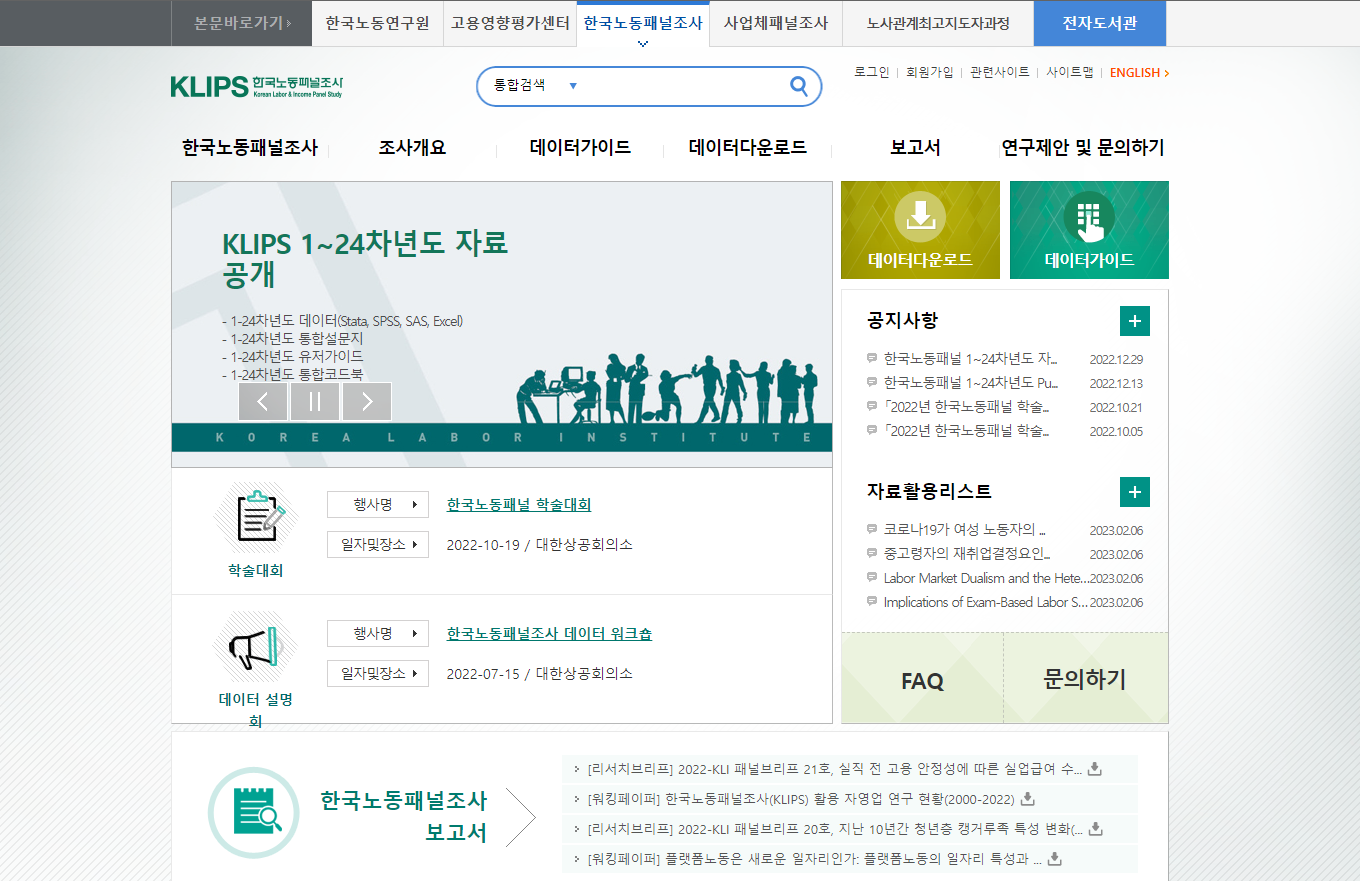 본문바로가기
한국노동연구원
고용영향평가센터
한국노동패널조사
사업체패널조사
노사관계최고지도자과정
전자도서관
KLIPS 한국노동패널조사
Korean Labor & Income Panel Study
통합검색
로그인
회원가입
관련사이트
사이트맵
ENGLISH
한국노동패널조사
조사개요
데이터가이드
데이터다운로드
보고서
연구제안 및 문의하기
KLIPS 1~24차년도 자료
공개
- 1-24차년도 데이터(Stata, SPSS, SAS, Excel)
- 1-24차년도 통합설문지
- 1-24차년도 유저가이드
- 1-24차년도 통합코드북
KOREA LABOR INSTITUTE
데이터다운로드
데이터가이드
공지사항
한국노동패널 1~24차년도 자... 2022.12.29
한국노동패널 1~24차년도 Pu... 2022.12.13
「2022년 한국노동패널 학술... 2022.10.21
「2022년 한국노동패널 학술... 2022.10.05
자료활용리스트
코로나19가 여성 노동자의 ... 2023.02.06
중고령자의 재취업결정요인... 2023.02.06
Labor Market Dualism and the Hete... 2023.02.06
Implications of Exam-Based Labor S... 2023.02.06
FAQ
문의하기
학술대회
행사명 한국노동패널 학술대회
일자및장소 2022-10-19 / 대한상공회의소
데이터 설명
회
행사명 한국노동패널조사 데이터 워크숍
일자및장소 2022-07-15 / 대한상공회의소
한국노동패널조사
보고서
[리서치브리프] 2022-KLI 패널브리프 21호, 실직 전 고용 안정성에 따른 실업급여 수...
[워킹페이퍼] 한국노동패널조사(KLIPS) 활용 자영업 연구 현황(2000-2022)
[리서치브리프] 2022-KLI 패널브리프 20호, 지난 10년간 청년층 캥거루족 특성 변화(...
[워킹페이퍼] 플랫폼노동은 새로운 일자리인가: 플랫폼노동의 일자리 특성과 ...